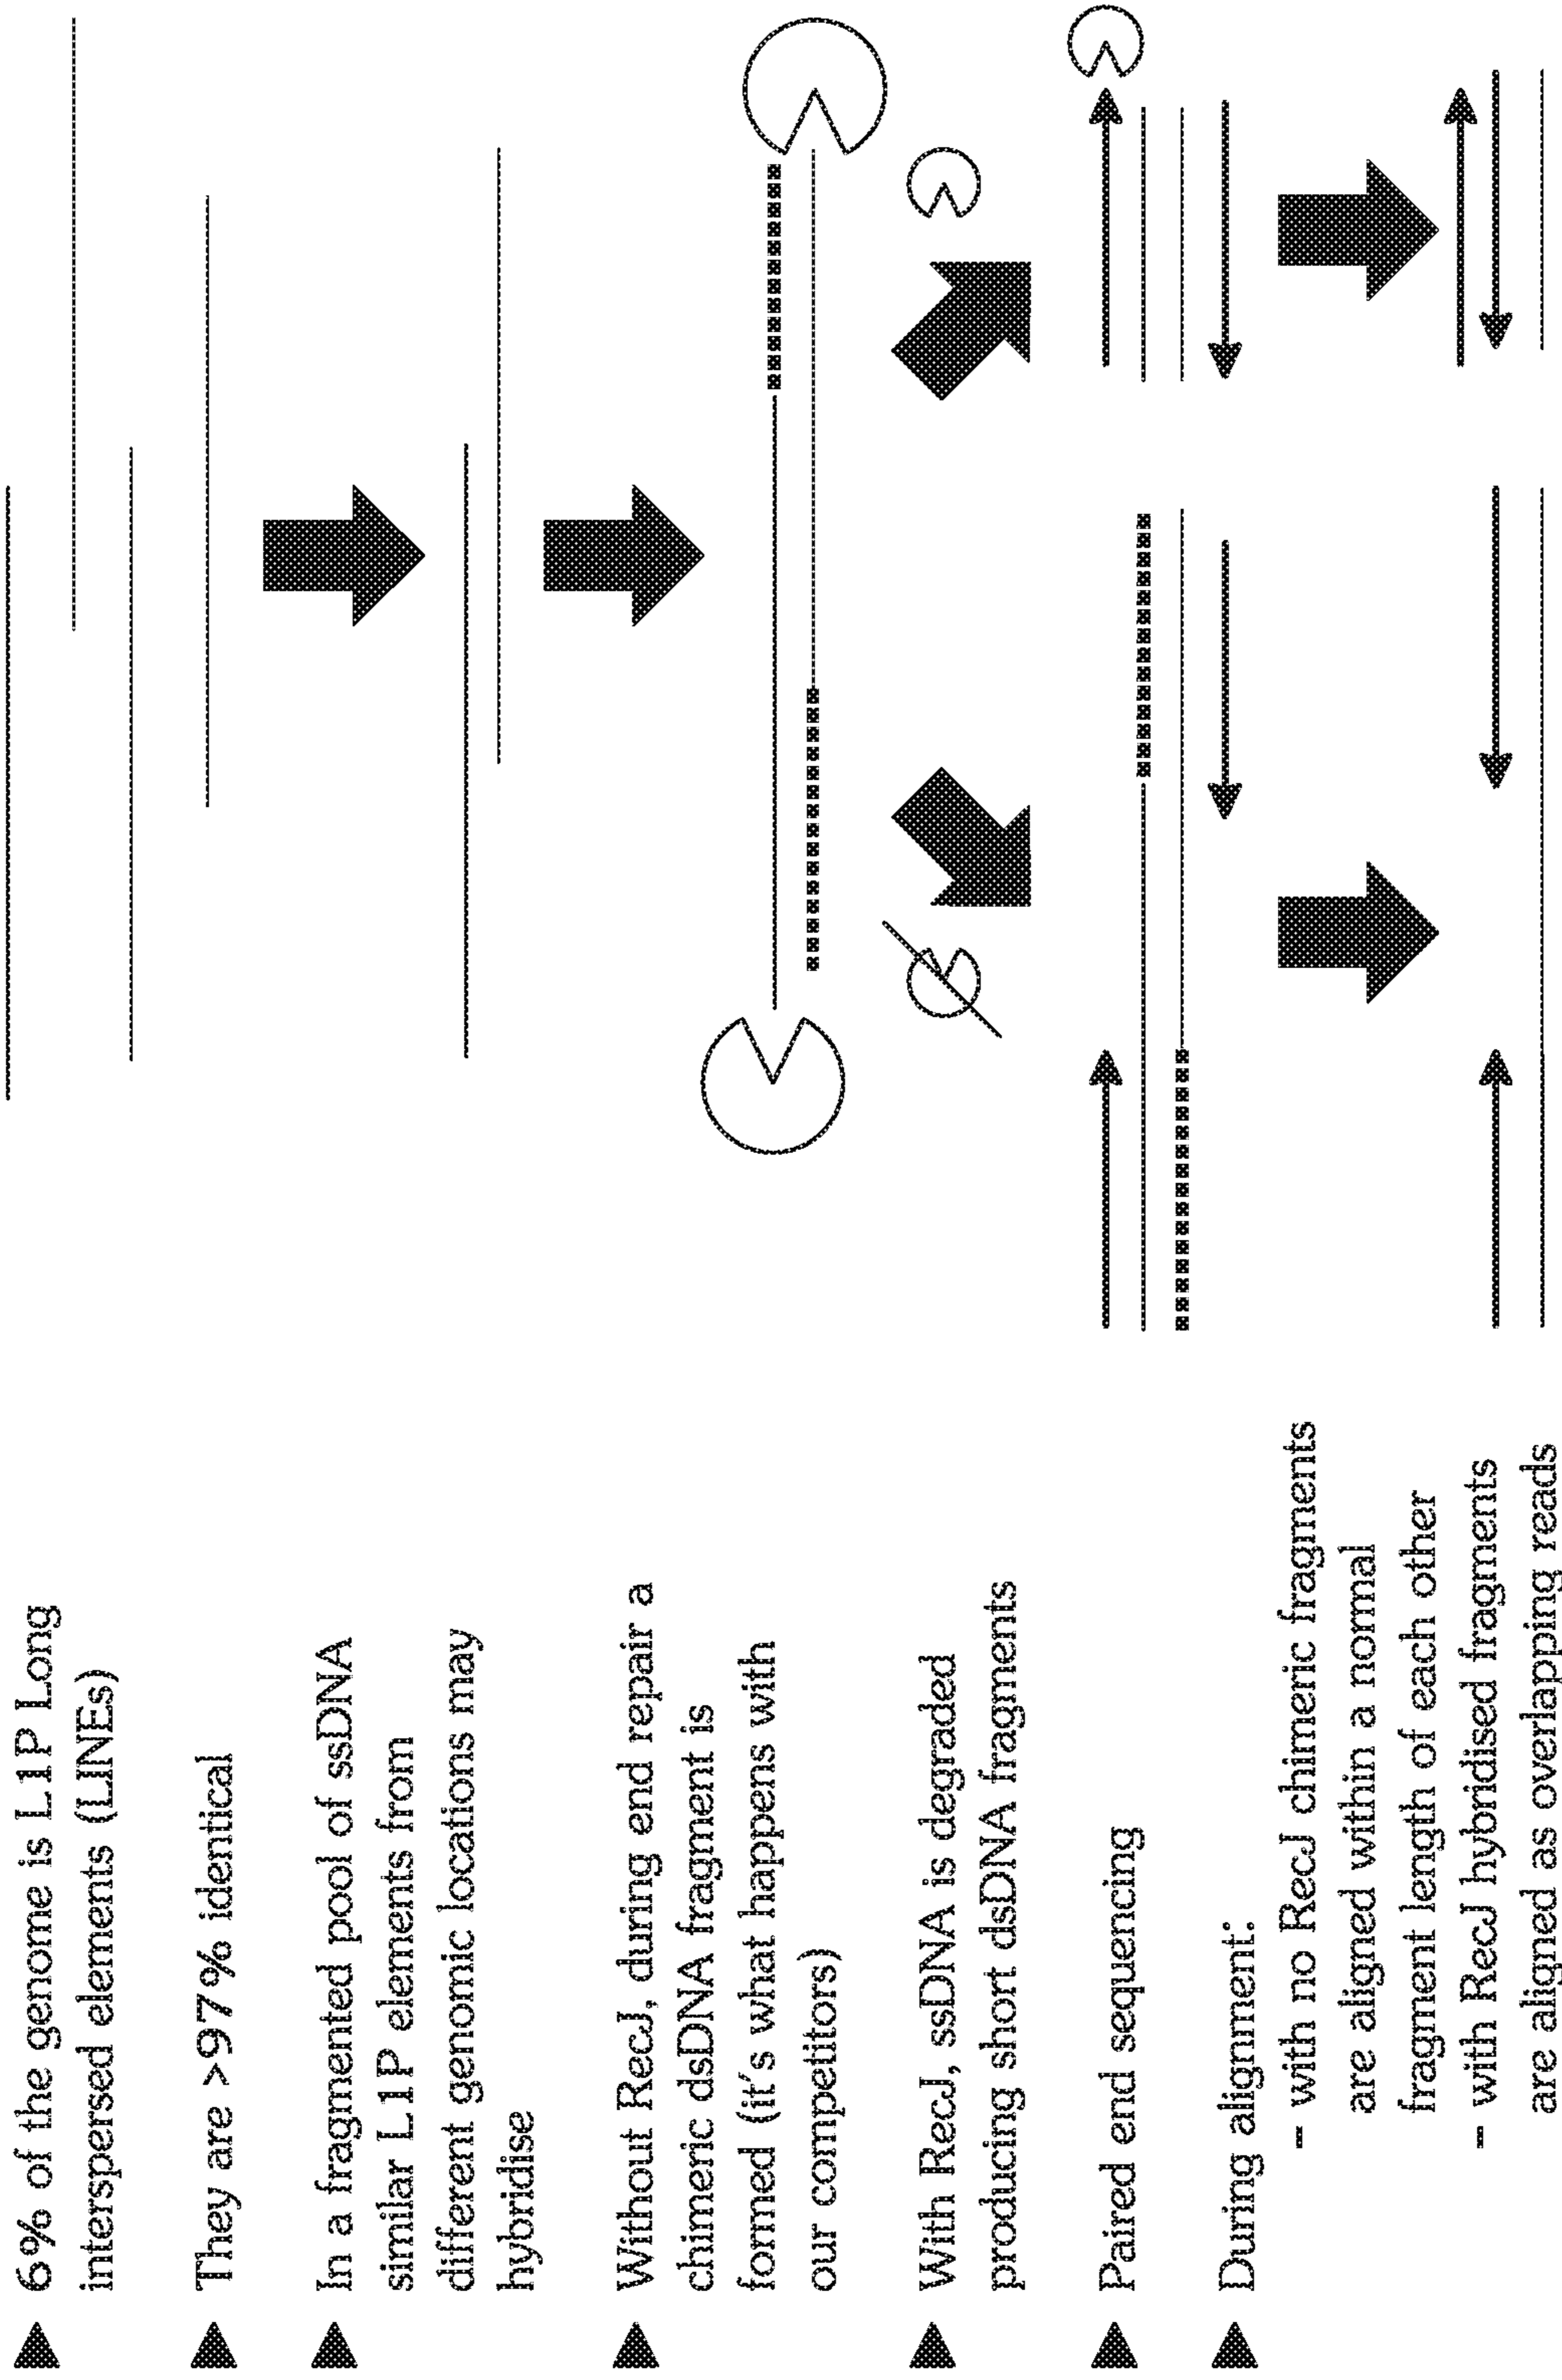 6% of the genome is L1P Long
interspersed elements (LINEs)
They are >97% identical
In a fragmented pool of ssDNA
similar L1P elements from
different genomic locations may
hybridise
Without RecJ, during end repair a
chimeric dsDNA fragment is
formed (it's what happens with
our competitors)
With RecJ, ssDNA is degraded
producing short dsDNA fragments
Paired end sequencing
During alignment:
– with no RecJ chimeric fragments
are aligned within a normal
fragment length of each other
– with RecJ hybridised fragments
are aligned as overlapping reads